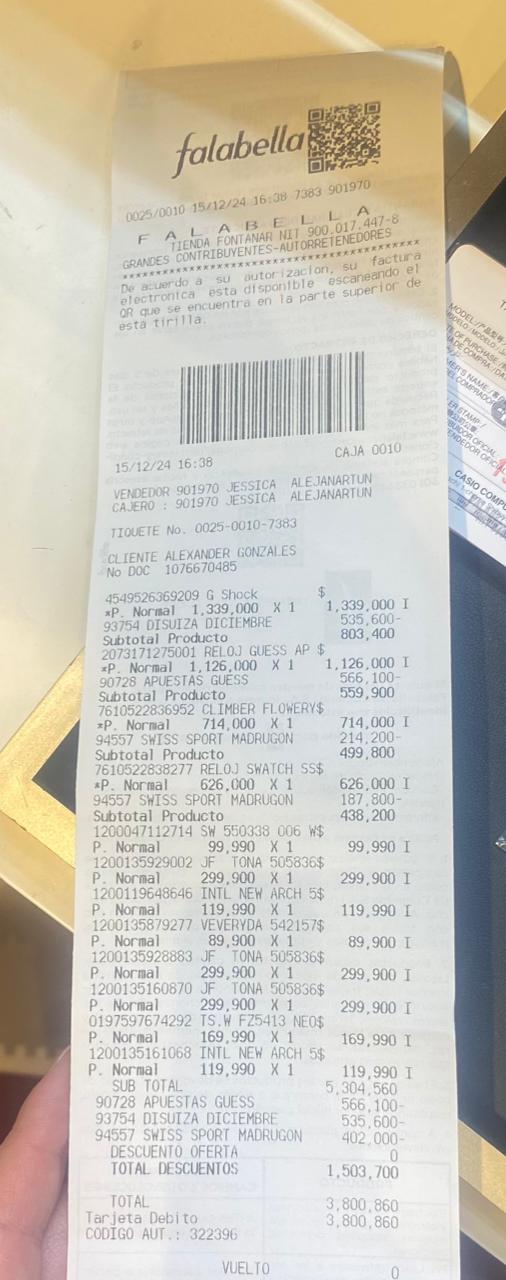 falabella
0025/0010 15/12/24 16:38 7383 901970
F A L A B E L L A
TIENDA FONTANAR NIT 900.017.447-8
GRANDES CONTRIBUYENTES-AUTORRETENEDORES
****************************************
De acuerdo a su autorizacion, su factura
electronica esta disponible escaneando el
QR que se encuentra en la parte superior de
esta tirilla.
15/12/24 16:38 CAJA 0010
VENDEDOR 901970 JESSICA ALEJANARTUN
CAJERO : 901970 JESSICA ALEJANARTUN
TIQUETE No. 0025-0010-7383
CLIENTE ALEXANDER GONZALES
No DOC 1076670485
4549526369209 G Shock $
*P. Normal 1,339,000 X 1 1,339,000 I
93754 DISUIZA DICIEMBRE 535,600-
Subtotal Producto 803,400
2073171275001 RELOJ GUESS AP $
*P. Normal 1,126,000 X 1 1,126,000 I
90728 APUESTAS GUESS 566,100-
Subtotal Producto 559,900
7610522836952 CLIMBER FLOWERY$
*P. Normal 714,000 X 1 714,000 I
94557 SWISS SPORT MADRUGON 214,200-
Subtotal Producto 499,800
7610522838277 RELOJ SWATCH SS$
*P. Normal 626,000 X 1 626,000 I
94557 SWISS SPORT MADRUGON 187,800-
Subtotal Producto 438,200
1200047112714 SW 550338 006 W$
P. Normal 99,990 X 1 99,990 I
1200135929002 JF TONA 505836$
P. Normal 299,900 X 1 299,900 I
1200119648646 INTL NEW ARCH 5$
P. Normal 119,990 X 1 119,990 I
1200135879277 VEVERYDA 542157$
P. Normal 89,900 X 1 89,900 I
1200135928883 JF TONA 505836$
P. Normal 299,900 X 1 299,900 I
1200135160870 JF TONA 505836$
P. Normal 299,900 X 1 299,900 I
0197597674292 TS.W FZ5413 NEO$
P. Normal 169,990 X 1 169,990 I
1200135161068 INTL NEW ARCH 5$
P. Normal 119,990 X 1 119,990 I
SUB TOTAL 5,304,560
90728 APUESTAS GUESS 566,100-
93754 DISUIZA DICIEMBRE 535,600-
94557 SWISS SPORT MADRUGON 402,000-
DESCUENTO OFERTA 0
TOTAL DESCUENTOS 1,503,700
TOTAL 3,800,860
Tarjeta Debito 3,800,860
CODIGO AUT.: 322396
VUELTO 0
MODEL/
CASIO COMPU